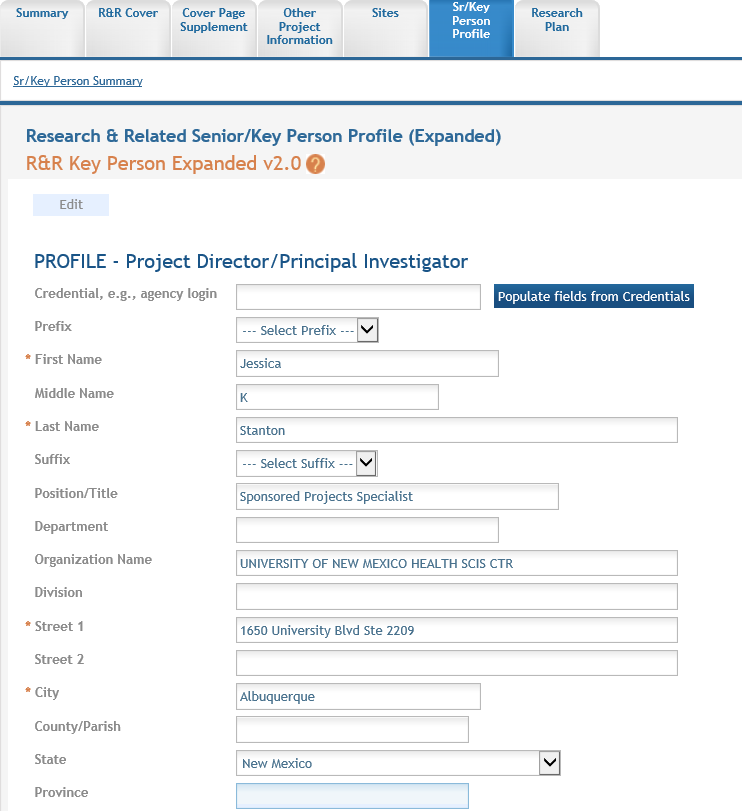 Summary
R&R Cover
Cover Page
Supplement
Other
Project
Information
Sites
Sr/Key
Person
Profile
Research
Plan
Sr/Key Person Summary
Research & Related Senior/Key Person Profile (Expanded)
R&R Key Person Expanded v2.0 ?
Edit
PROFILE - Project Director/Principal Investigator
Credential, e.g., agency login
Populate fields from Credentials
Prefix --- Select Prefix ---
* First Name Jessica
Middle Name K
* Last Name Stanton
Suffix --- Select Suffix ---
Position/Title Sponsored Projects Specialist
Department
Organization Name UNIVERSITY OF NEW MEXICO HEALTH SCIS CTR
Division
* Street 1 1650 University Blvd Ste 2209
Street 2
* City Albuquerque
County/Parish
State New Mexico
Province